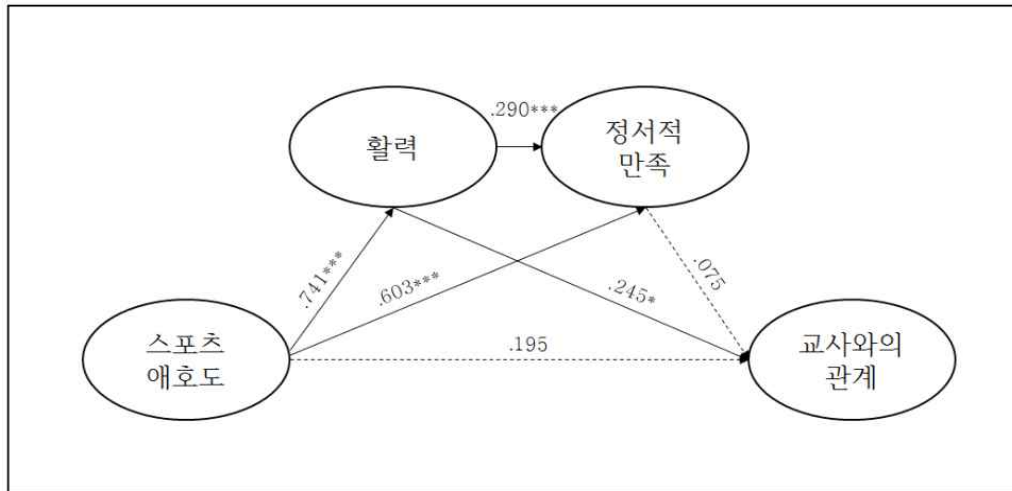 .290***
활력
정서적
만족
.741***
.603***
.245*
.075
.195
스포츠
애호도
교사와의
관계